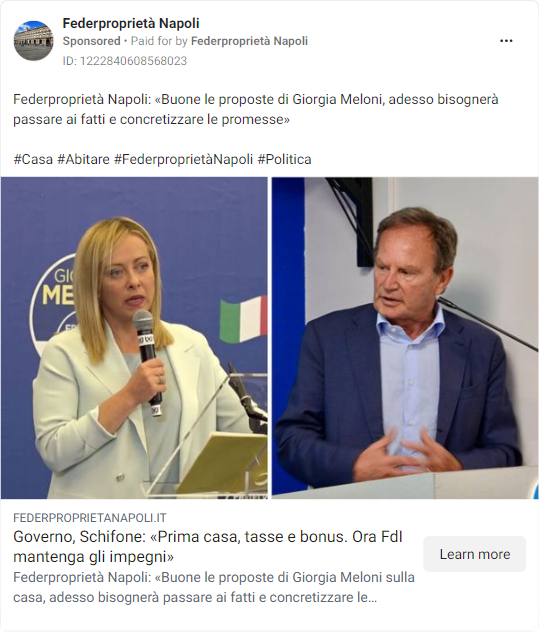 Federproprietà Napoli
Sponsored • Paid for by Federproprietà Napoli
ID: 1222840608568023
Federproprietà Napoli: «Buone le proposte di Giorgia Meloni, adesso bisognerà
passare ai fatti e concretizzare le promesse»
#Casa #Abitare #FederproprietàNapoli #Politica
GIO
ME
FEDERPROPRIETANAPOLI.IT
Governo, Schifone: «Prima casa, tasse e bonus. Ora FdI
mantenga gli impegni»
Learn more
Federproprietà Napoli: «Buone le proposte di Giorgia Meloni sulla
casa, adesso bisognerà passare ai fatti e concretizzare le…